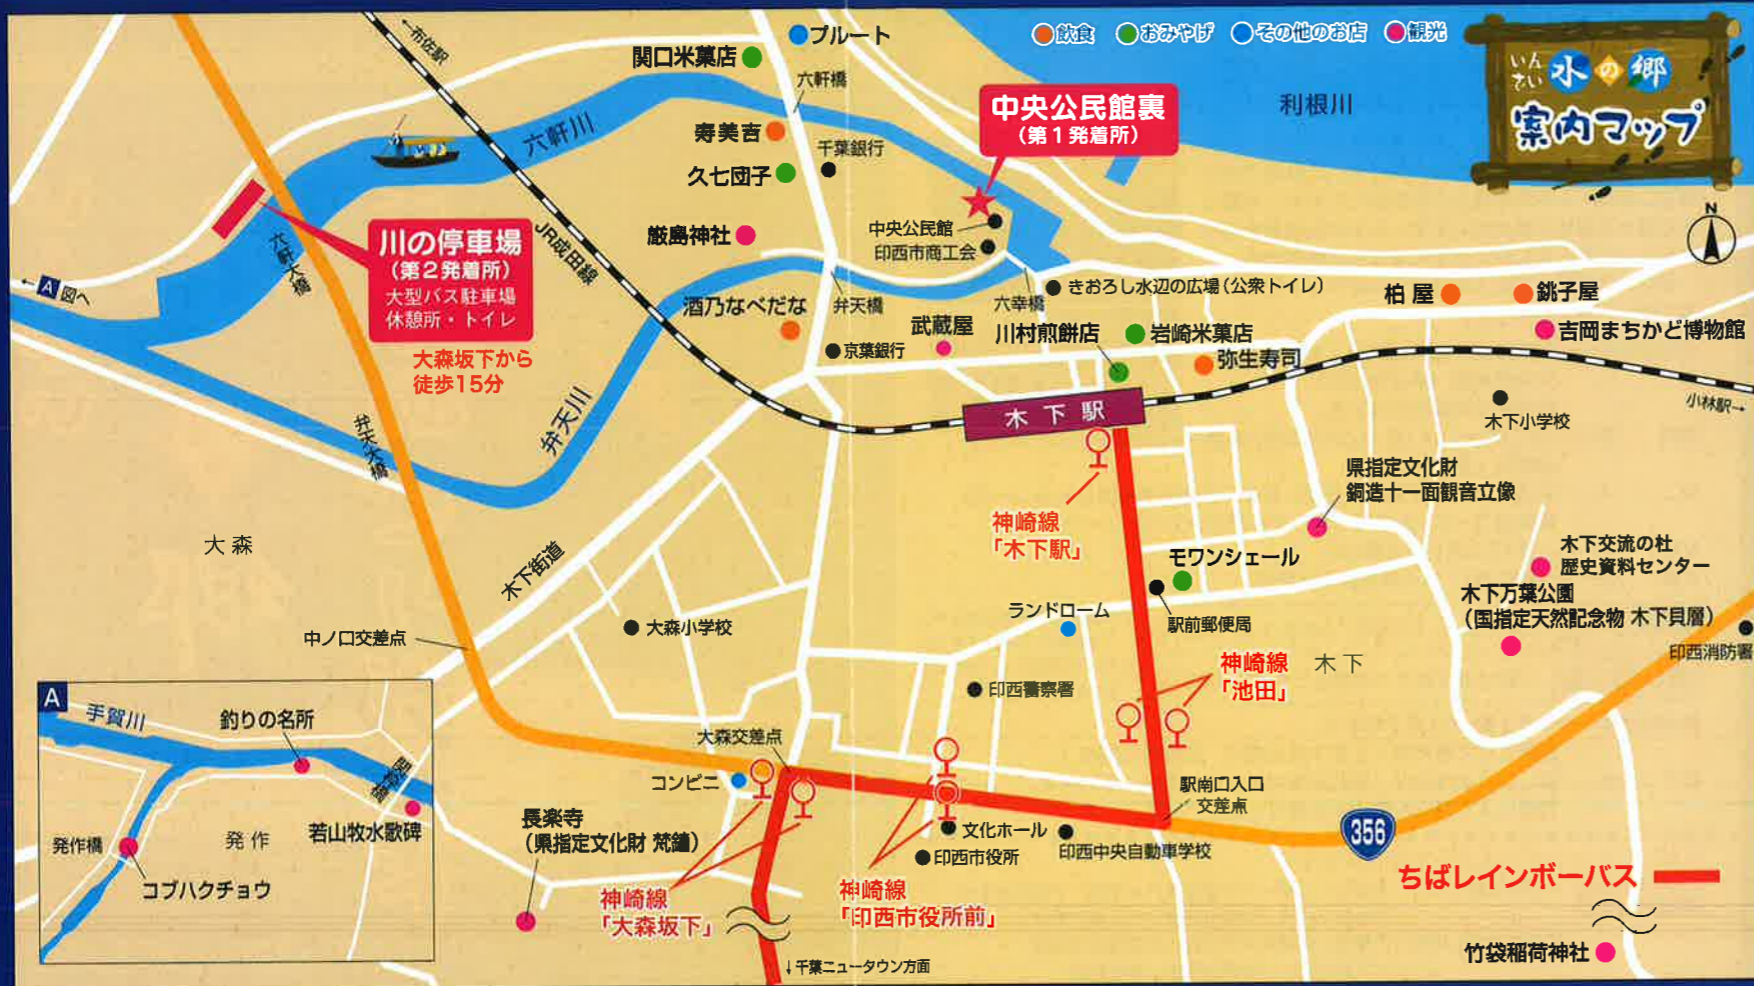 いんさい 水の郷
案内マップ
飲食 おみやげ その他のお店 観光
N
利根川
←布佐駅
プルート
関口米菓店
六軒橋
六軒川
寿美吉
千葉銀行
久七団子
厳島神社
中央公民館裏
(第1発着所)
中央公民館
印西市商工会
川の停車場
(第2発着所)
大型バス駐車場
休憩所・トイレ
大森坂下から
徒歩15分
六軒大橋
JR成田線
←A図へ
酒乃なべだな
弁天橋
六幸橋
きおろし水辺の広場(公衆トイレ)
京葉銀行
武蔵屋
川村煎餅店
岩崎米菓店
弥生寿司
柏屋
銚子屋
吉岡まちかど博物館
小林駅→
木下駅
木下小学校
弁天川
弁天大橋
神崎線
「木下駅」
県指定文化財
銅造十一面観音立像
大森
木下街道
モワンシェール
駅前郵便局
木下交流の杜
歴史資料センター
木下万葉公園
(国指定天然記念物 木下貝層)
印西消防署
中ノ口交差点
大森小学校
ランドローム
神崎線
「池田」
木下
印西警察署
大森交差点
コンビニ
駅南口入口
交差点
文化ホール
印西市役所
印西中央自動車学校
356
長楽寺
(県指定文化財 梵鐘)
神崎線
「大森坂下」
神崎線
「印西市役所前」
ちばレインボーバス
竹袋稲荷神社
↓千葉ニュータウン方面
A
手賀川
釣りの名所
若山牧水歌碑
発作橋
発作
コブハクチョウ